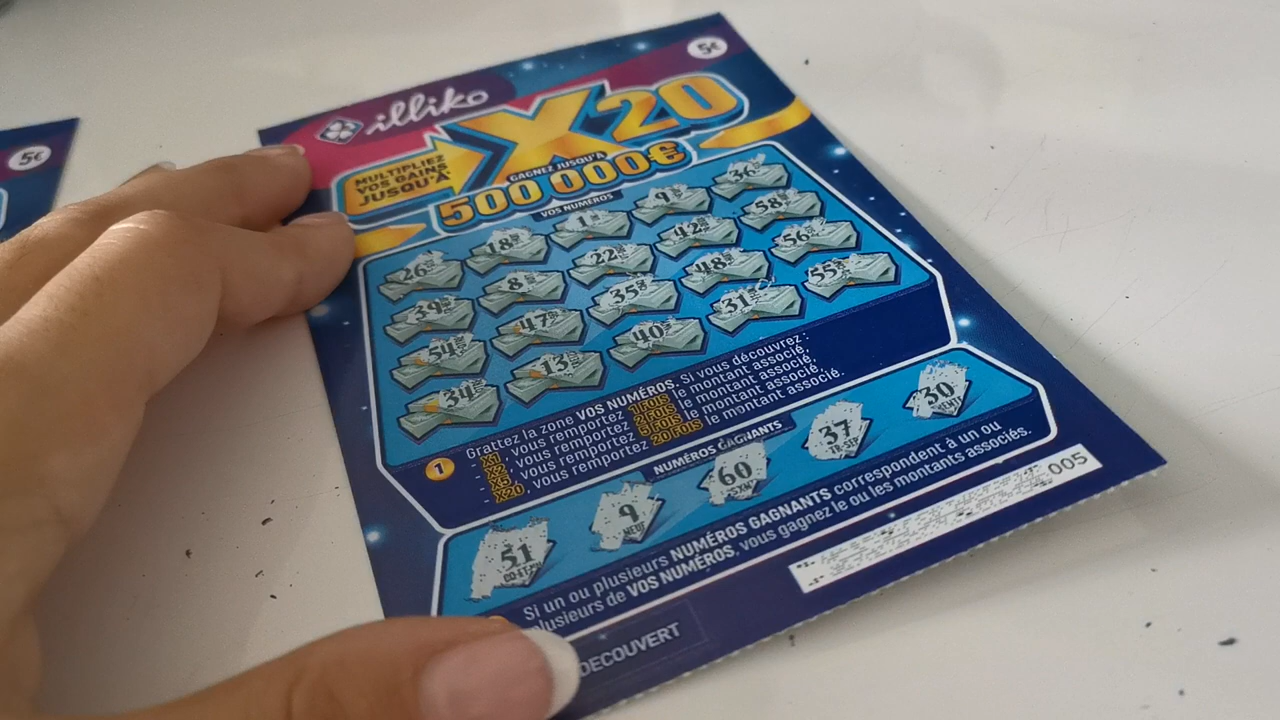 5€
5€
illiko
X20
MULTIPLIEZ
VOS GAINS
JUSQU'À
GAGNEZ JUSQU'À
500 000€
VOS NUMÉROS
26 18 1 9 36
39 8 22 42 58
54 47 35 48 56
34 13 40 31 55
1 Grattez la zone VOS NUMÉROS. Si vous découvrez :
- X1, vous remportez 1 FOIS le montant associé,
- X2, vous remportez 2 FOIS le montant associé,
- X5, vous remportez 5 FOIS le montant associé,
- X20, vous remportez 20 FOIS le montant associé.
NUMÉROS GAGNANTS
51 9 60 37 30
NEUF TR-SEP TRENTE
Si un ou plusieurs NUMÉROS GAGNANTS correspondent à un ou
plusieurs de VOS NUMÉROS, vous gagnez le ou les montants associés.
005
DECOUVERT